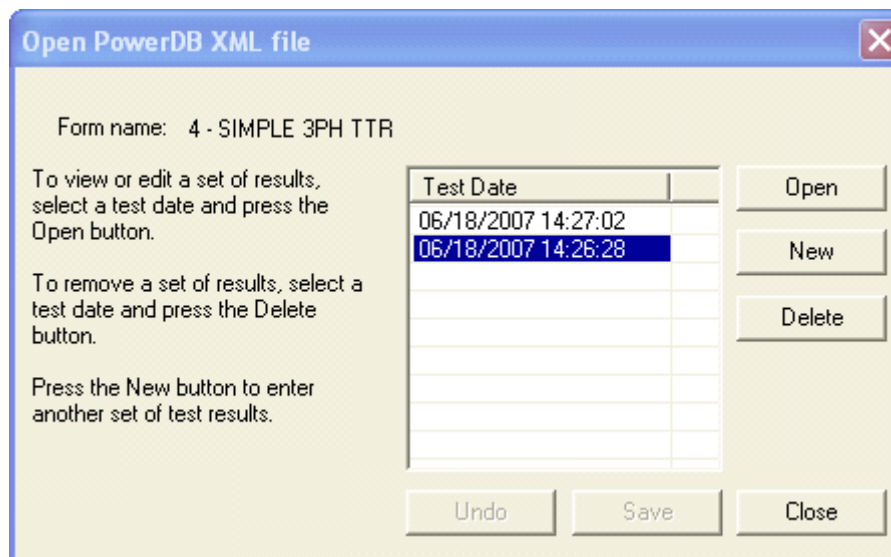 Open PowerDB XML file
Form name: 4 - SIMPLE 3PH TTR
To view or edit a set of results,
select a test date and press the
Open button.
To remove a set of results, select a
test date and press the Delete
button.
Press the New button to enter
another set of test results.
Test Date
06/18/2007 14:27:02
06/18/2007 14:26:28
Open
New
Delete
Undo
Save
Close